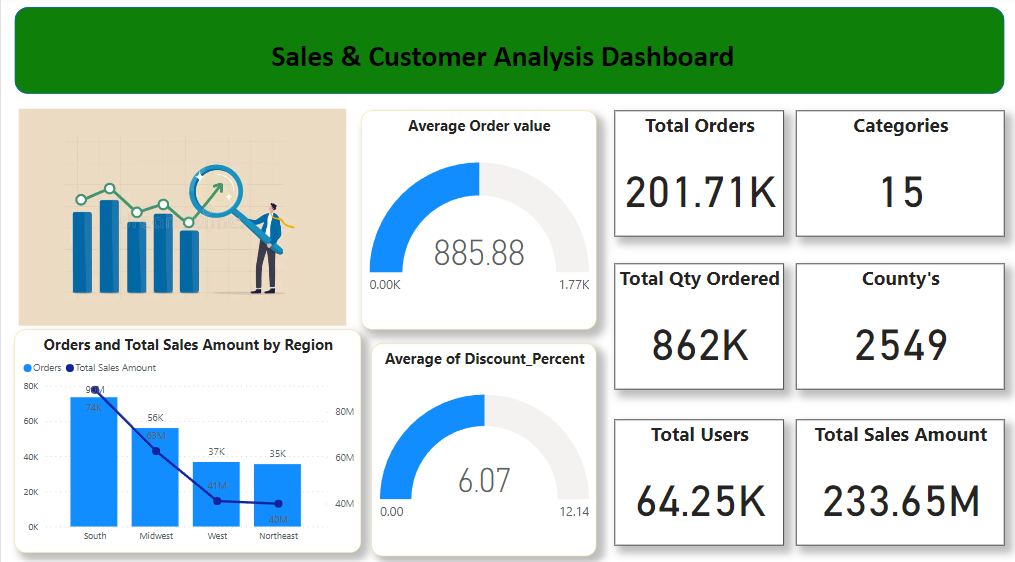 Sales & Customer Analysis Dashboard
Average Order value
885.88
0.00K
1.77K
Total Orders
201.71K
Categories
15
Total Qty Ordered
862K
County's
2549
Orders and Total Sales Amount by Region
Orders
Total Sales Amount
80K
60K
40K
20K
0K
74K
56K
63M
37K
41M
35K
40M
80M
60M
40M
South
Midwest
West
Northeast
Average of Discount_Percent
6.07
0.00
12.14
Total Users
64.25K
Total Sales Amount
233.65M